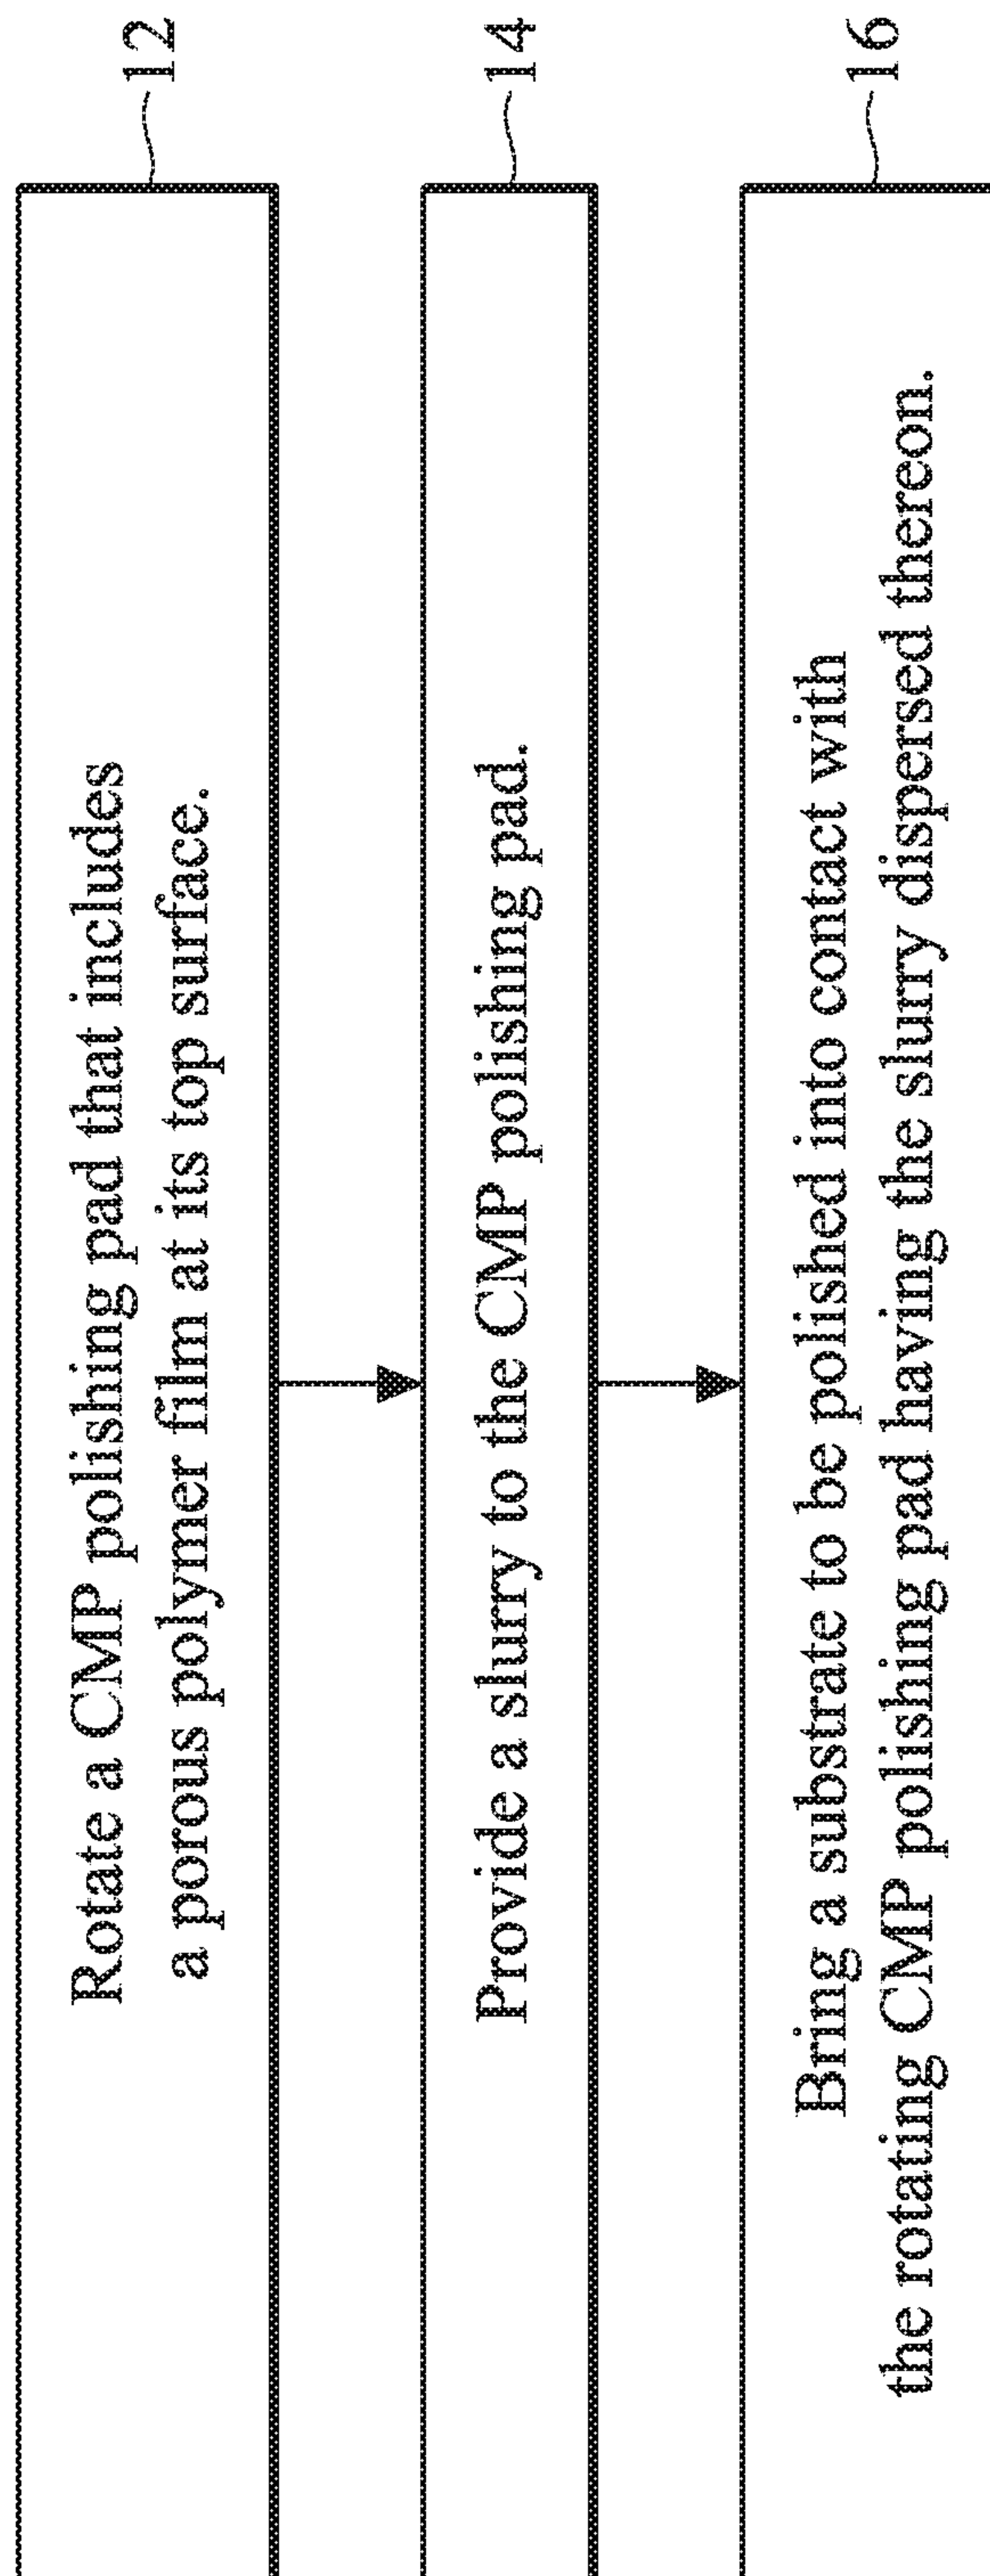 Rotate a CMP polishing pad that includes
a porous polymer film at its top surface.
12
Provide a slurry to the CMP polishing pad.
14
Bring a substrate to be polished into contact with
the rotating CMP polishing pad having the slurry dispersed thereon.
16